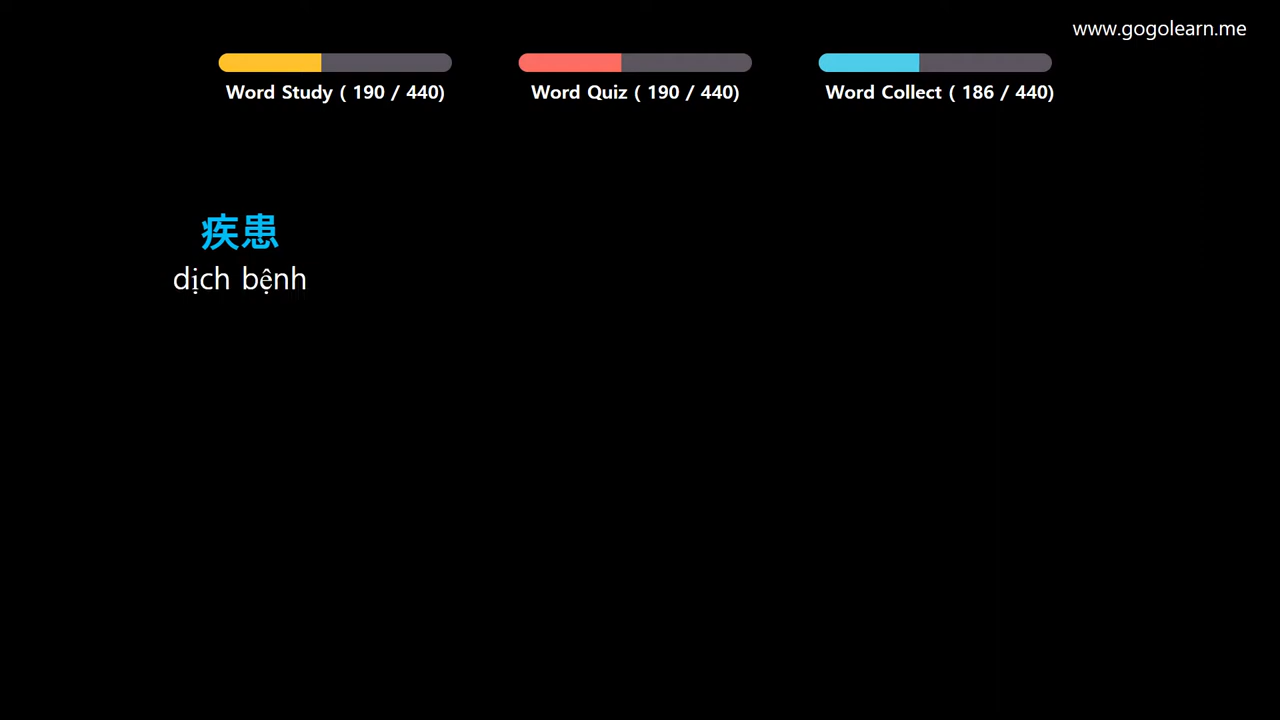 www.gogolearn.me
Word Study ( 190 / 440)
Word Quiz ( 190 / 440)
Word Collect ( 186 / 440)
疾患
dịch bệnh